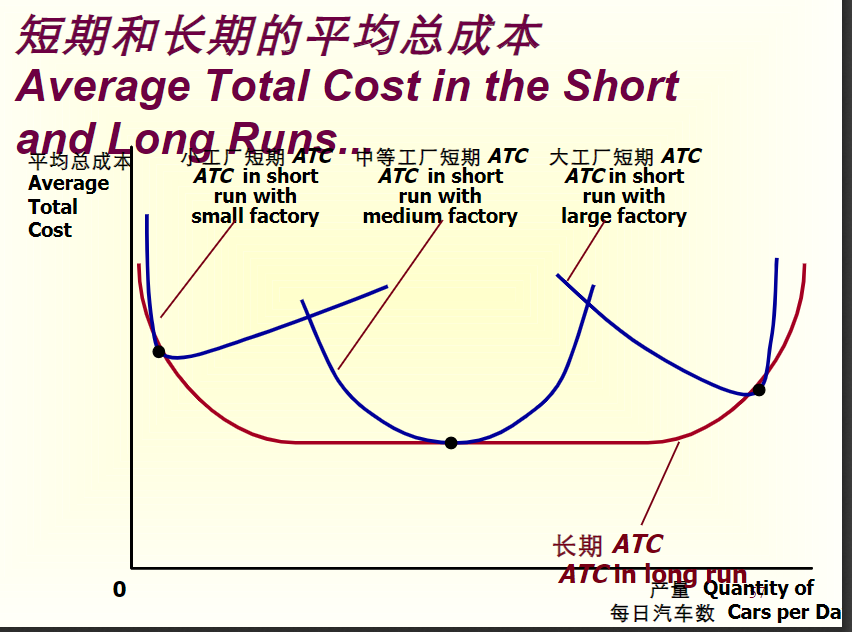 短期和长期的平均总成本
Average Total Cost in the Short
and Long Runs...
平均总成本
Average
Total
Cost
小工厂短期 ATC
ATC in short
run with
small factory
中等工厂短期 ATC
ATC in short
run with
medium factory
大工厂短期 ATC
ATC in short
run with
large factory
长期 ATC
ATC in long run
0
产量 Quantity of
每日汽车数 Cars per Da